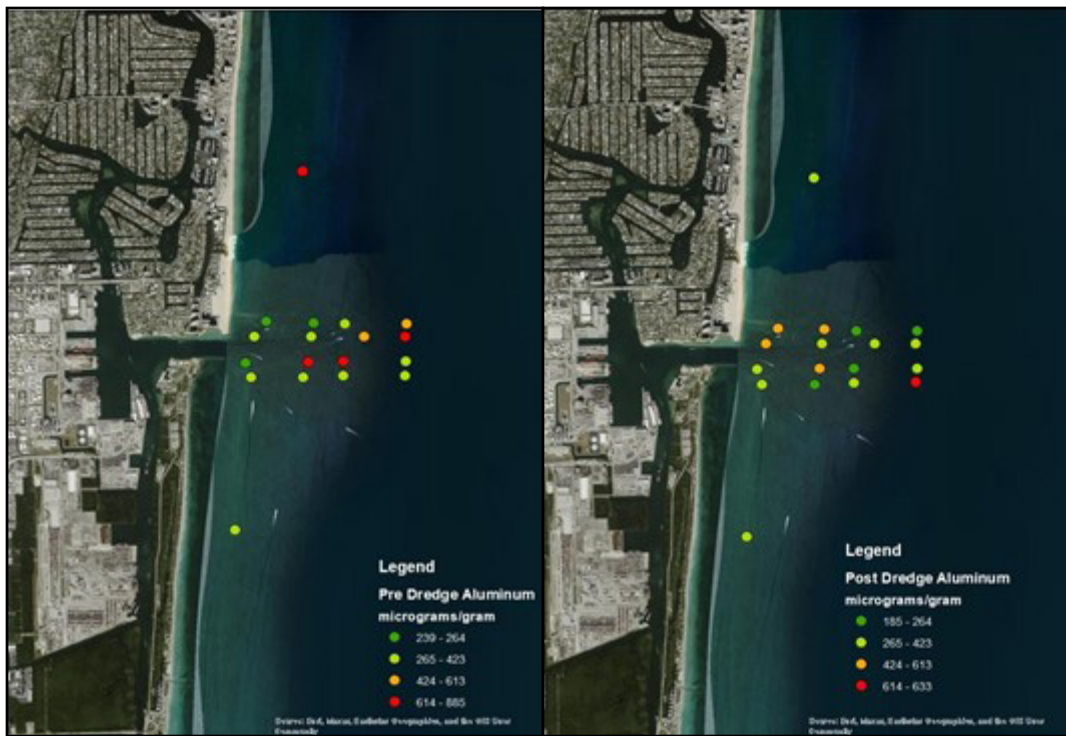 Legend
Pre Dredge Aluminum
micrograms/gram
239 - 264
265 - 423
424 - 613
614 - 885
Legend
Post Dredge Aluminum
micrograms/gram
185 - 264
265 - 423
424 - 613
614 - 633